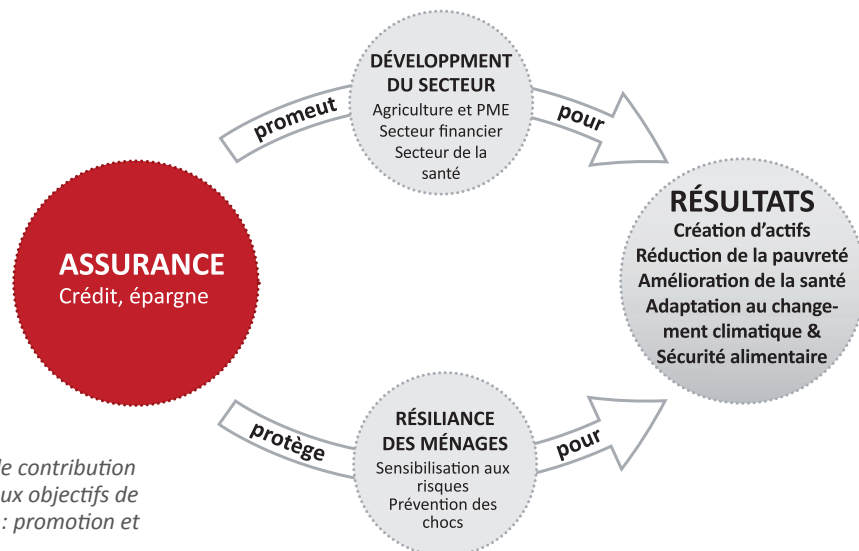 DÉVELOPPMENT
DU SECTEUR
Agriculture et PME
Secteur financier
Secteur de la
santé
promeut
pour
ASSURANCE
Crédit, épargne
RÉSULTATS
Création d'actifs
Réduction de la pauvreté
Amélioration de la santé
Adaptation au change-
ment climatique &
Sécurité alimentaire
protège
pour
RÉSILIANCE
DES MÉNAGES
Sensibilisation aux
risques
Prévention des
chocs
de contribution
ux objectifs de
: promotion et